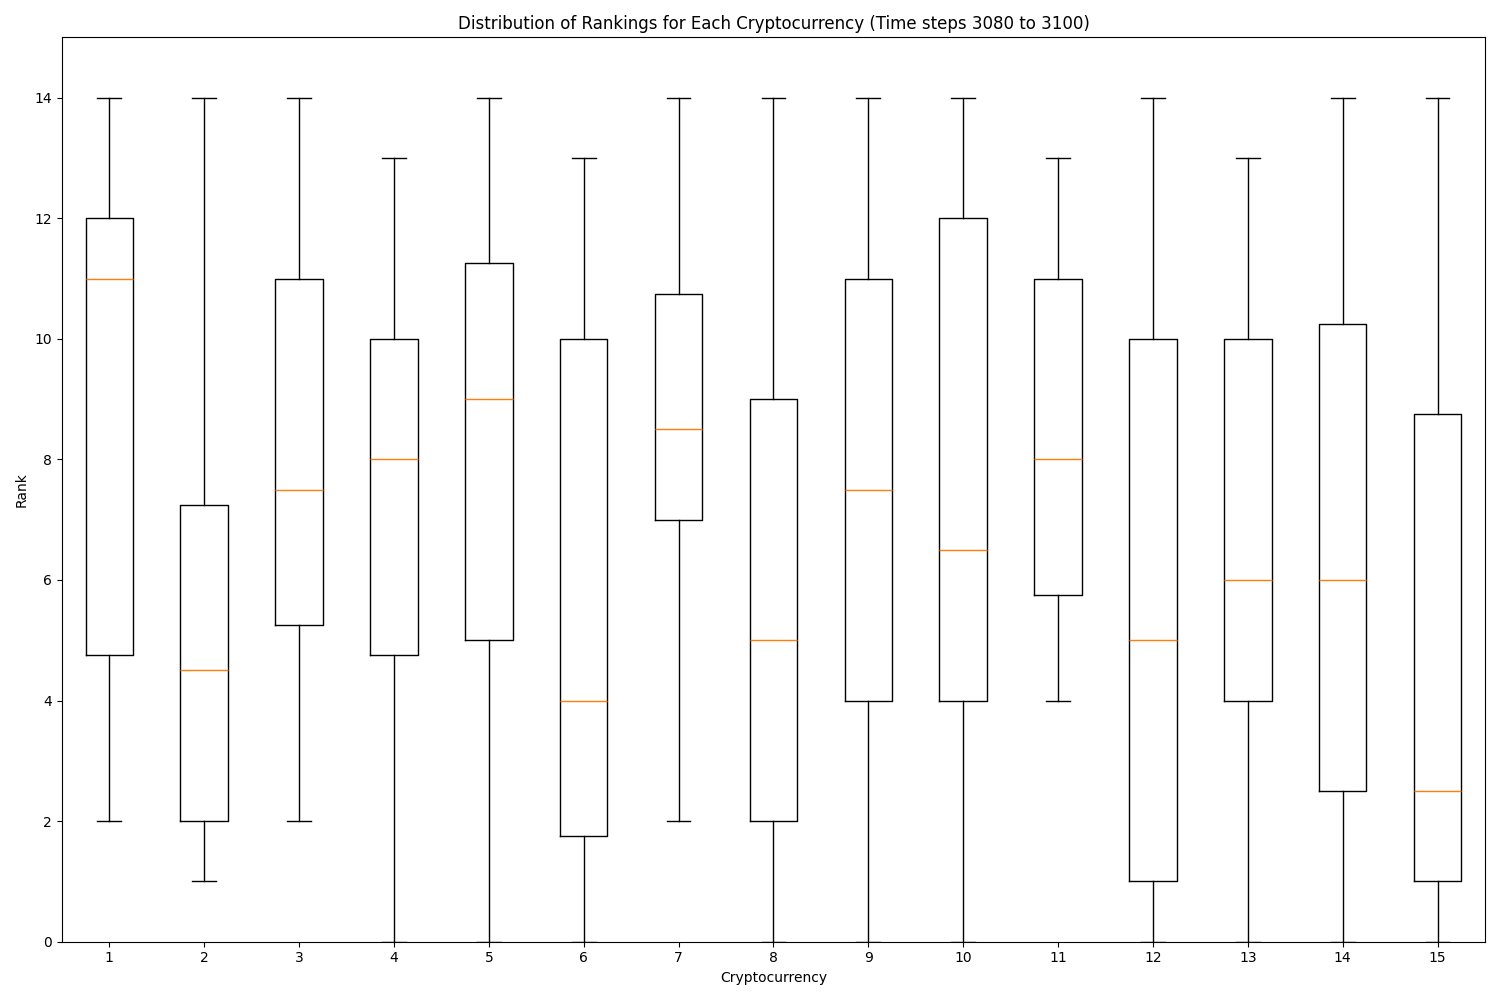 Distribution of Rankings for Each Cryptocurrency (Time steps 3080 to 3100)
14
12
10
8
6
4
2
0
Rank
1 2 3 4 5 6 7 8 9 10 11 12 13 14 15
Cryptocurrency